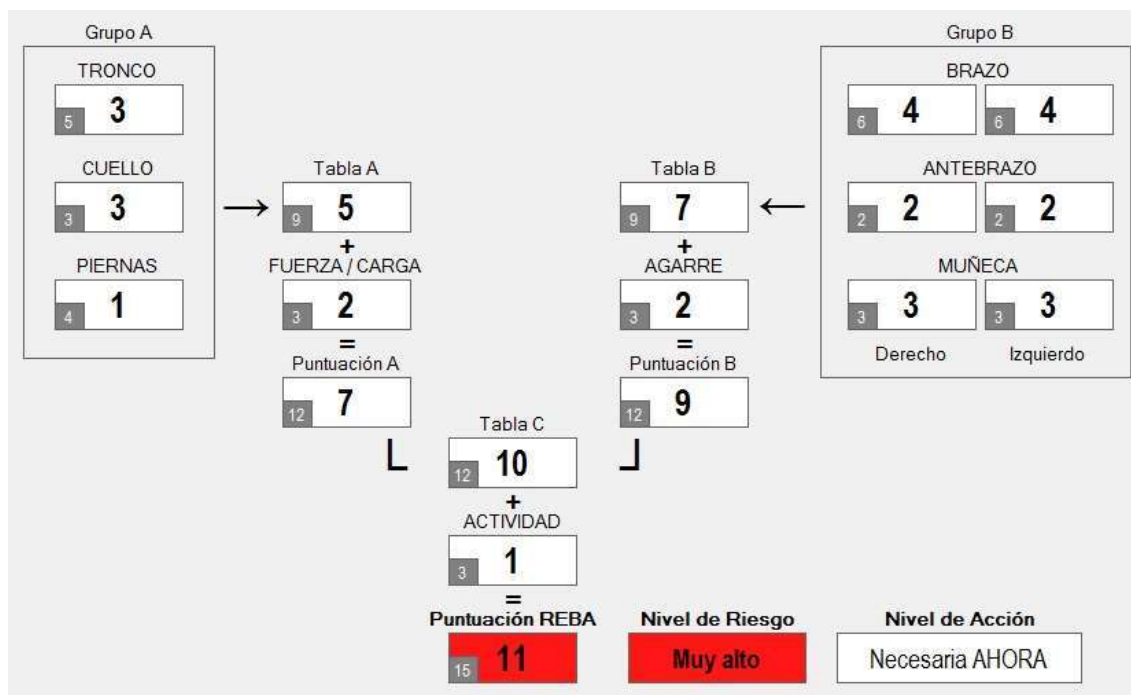 Grupo A
Grupo B
TRONCO
BRAZO
5 3
6 4 6 4
CUELLO
Tabla A
Tabla B
ANTEBRAZO
3 3 → 9 5
9 7 ← 2 2 2 2
+
+
PIERNAS
FUERZA / CARGA
AGARRE
MUÑECA
4 1
3 2
3 2
3 3 3 3
=
=
Derecho Izquierdo
Puntuación A
Puntuación B
12 7
12 9
Tabla C
12 10
+
ACTIVIDAD
3 1
=
Puntuación REBA Nivel de Riesgo Nivel de Acción
15 11 Muy alto Necesaria AHORA